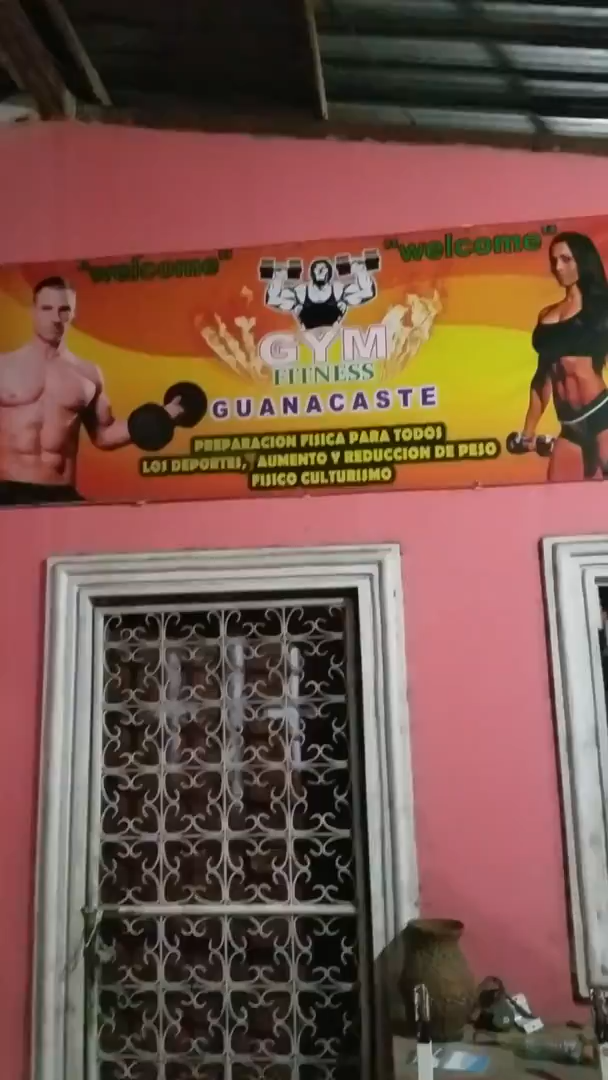 "welcome" "welcome"
GYM
FITNESS
GUANACASTE
PREPARACION FISICA PARA TODOS
LOS DEPORTES, AUMENTO Y REDUCCION DE PESO
FISICO CULTURISMO